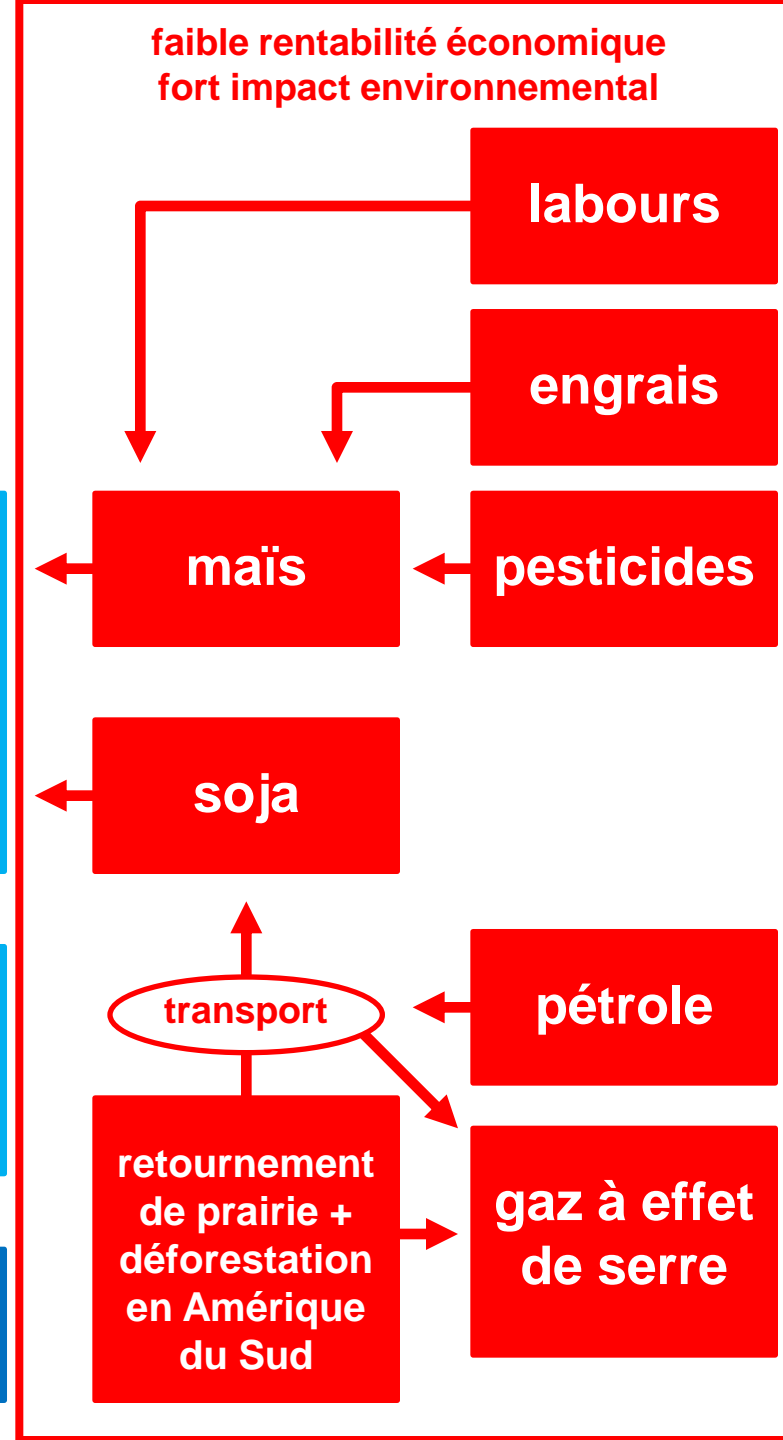 faible rentabilité économique
fort impact environnemental
labours
engrais
maïs
pesticides
soja
transport
pétrole
retournement
de prairie +
déforestation
en Amérique
du Sud
gaz à effet
de serre